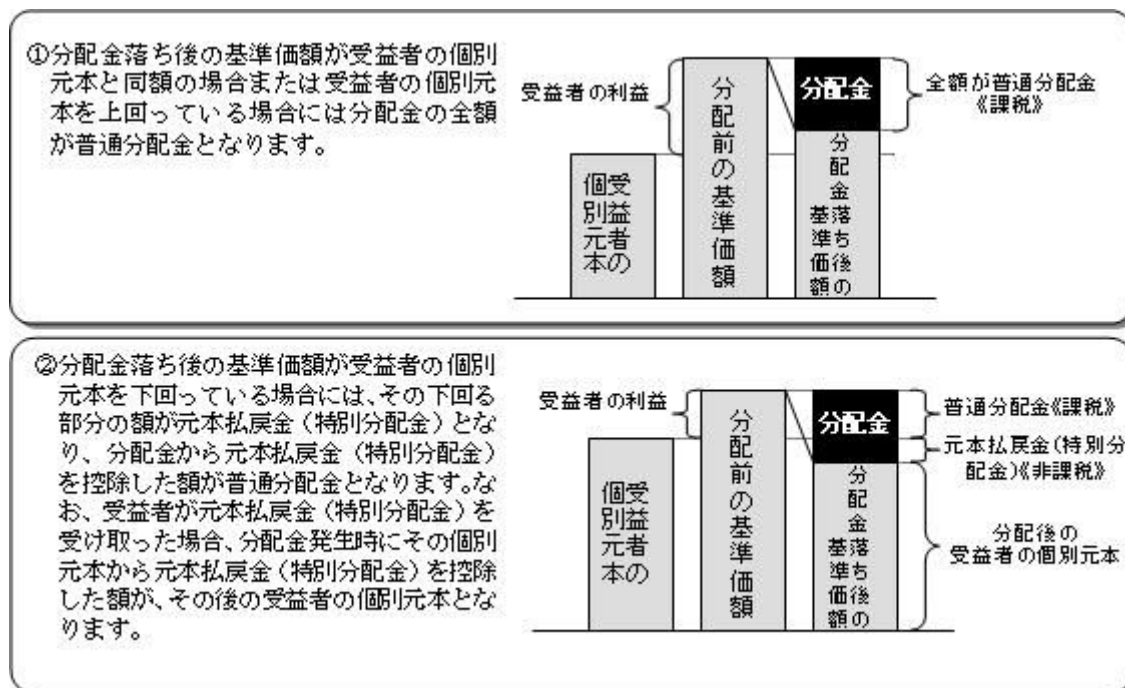 ①分配金落ち後の基準価額が受益者の個別
元本と同額の場合または受益者の個別元
本を上回っている場合には分配金の全額
が普通分配金となります。
受益者の利益
個別元本
受益者の
分配前の基準価額
分配金
分配金落ち後の
基準価額
全額が普通分配金
《課税》
②分配金落ち後の基準価額が受益者の個別
元本を下回っている場合には、その下回る
部分の額が元本払戻金（特別分配金）とな
り、分配金から元本払戻金（特別分配金）
を控除した額が普通分配金となります。な
お、受益者が元本払戻金（特別分配金）を
受け取った場合、分配金発生時にその個別
元本から元本払戻金（特別分配金）を控除
した額が、その後の受益者の個別元本とな
ります。
受益者の利益
受益者の
個別元本
分配前の基準価額
分配金
分配金落ち後の
基準価額
普通分配金《課税》
元本払戻金（特別分
配金）《非課税》
分配後の
受益者の個別元本